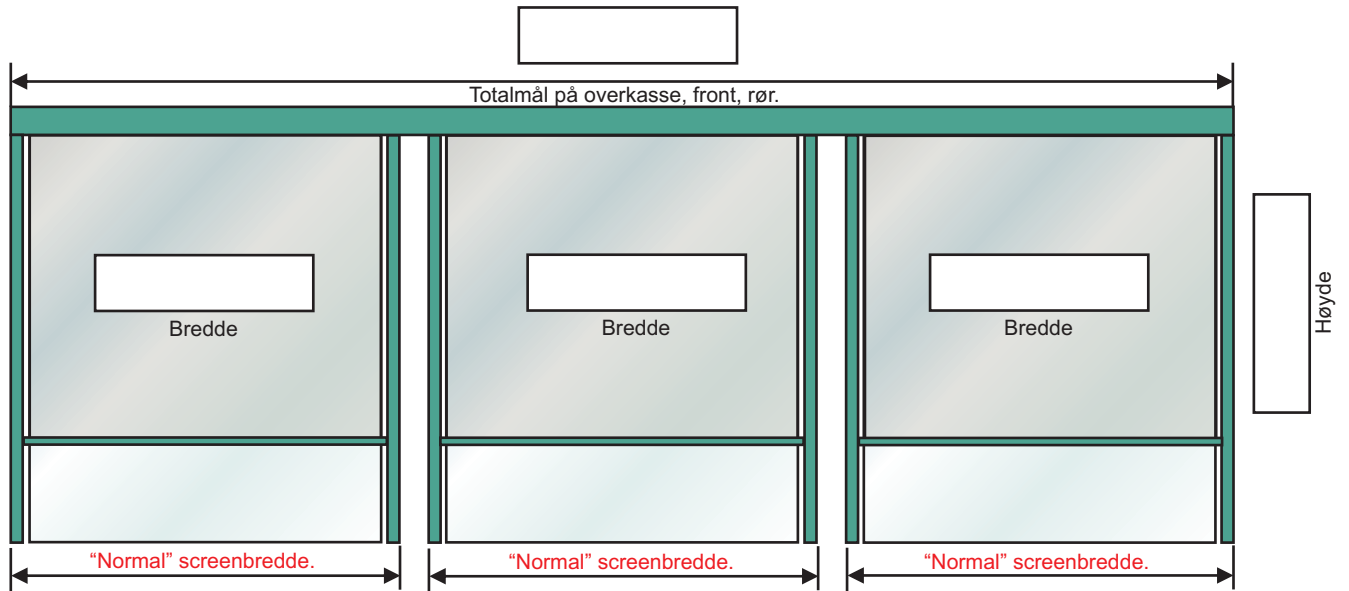 Totalmål på overkasse, front, rør.
Bredde
Bredde
Bredde
Høyde
“Normal” screenbredde.
“Normal” screenbredde.
“Normal” screenbredde.